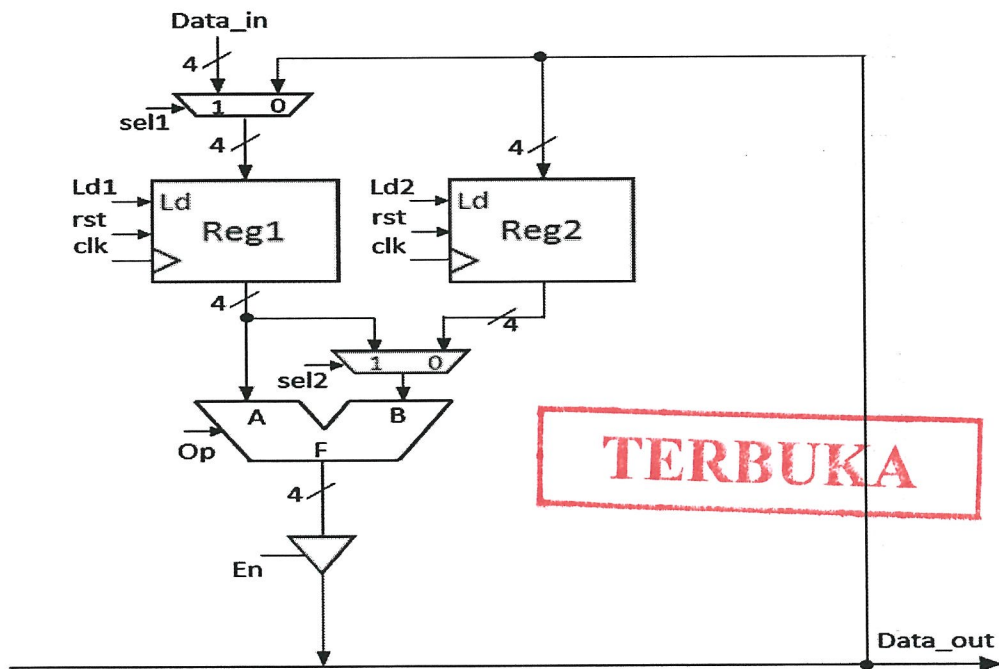 Data_in
4
1 0
sel1
4
4
Ld1
Ld
rst
Reg1
clk
Ld2
Ld
rst
Reg2
clk
4
4
1 0
sel2
A
B
Op
F
4
En
TERBUKA
Data_out